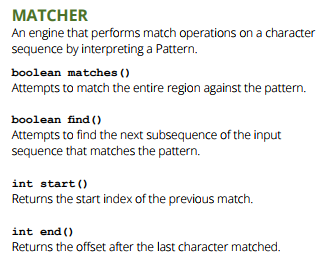 MATCHER
An engine that performs match operations on a character
sequence by interpreting a Pattern.
boolean matches()
Attempts to match the entire region against the pattern.
boolean find()
Attempts to find the next subsequence of the input
sequence that matches the pattern.
int start()
Returns the start index of the previous match.
int end()
Returns the offset after the last character matched.